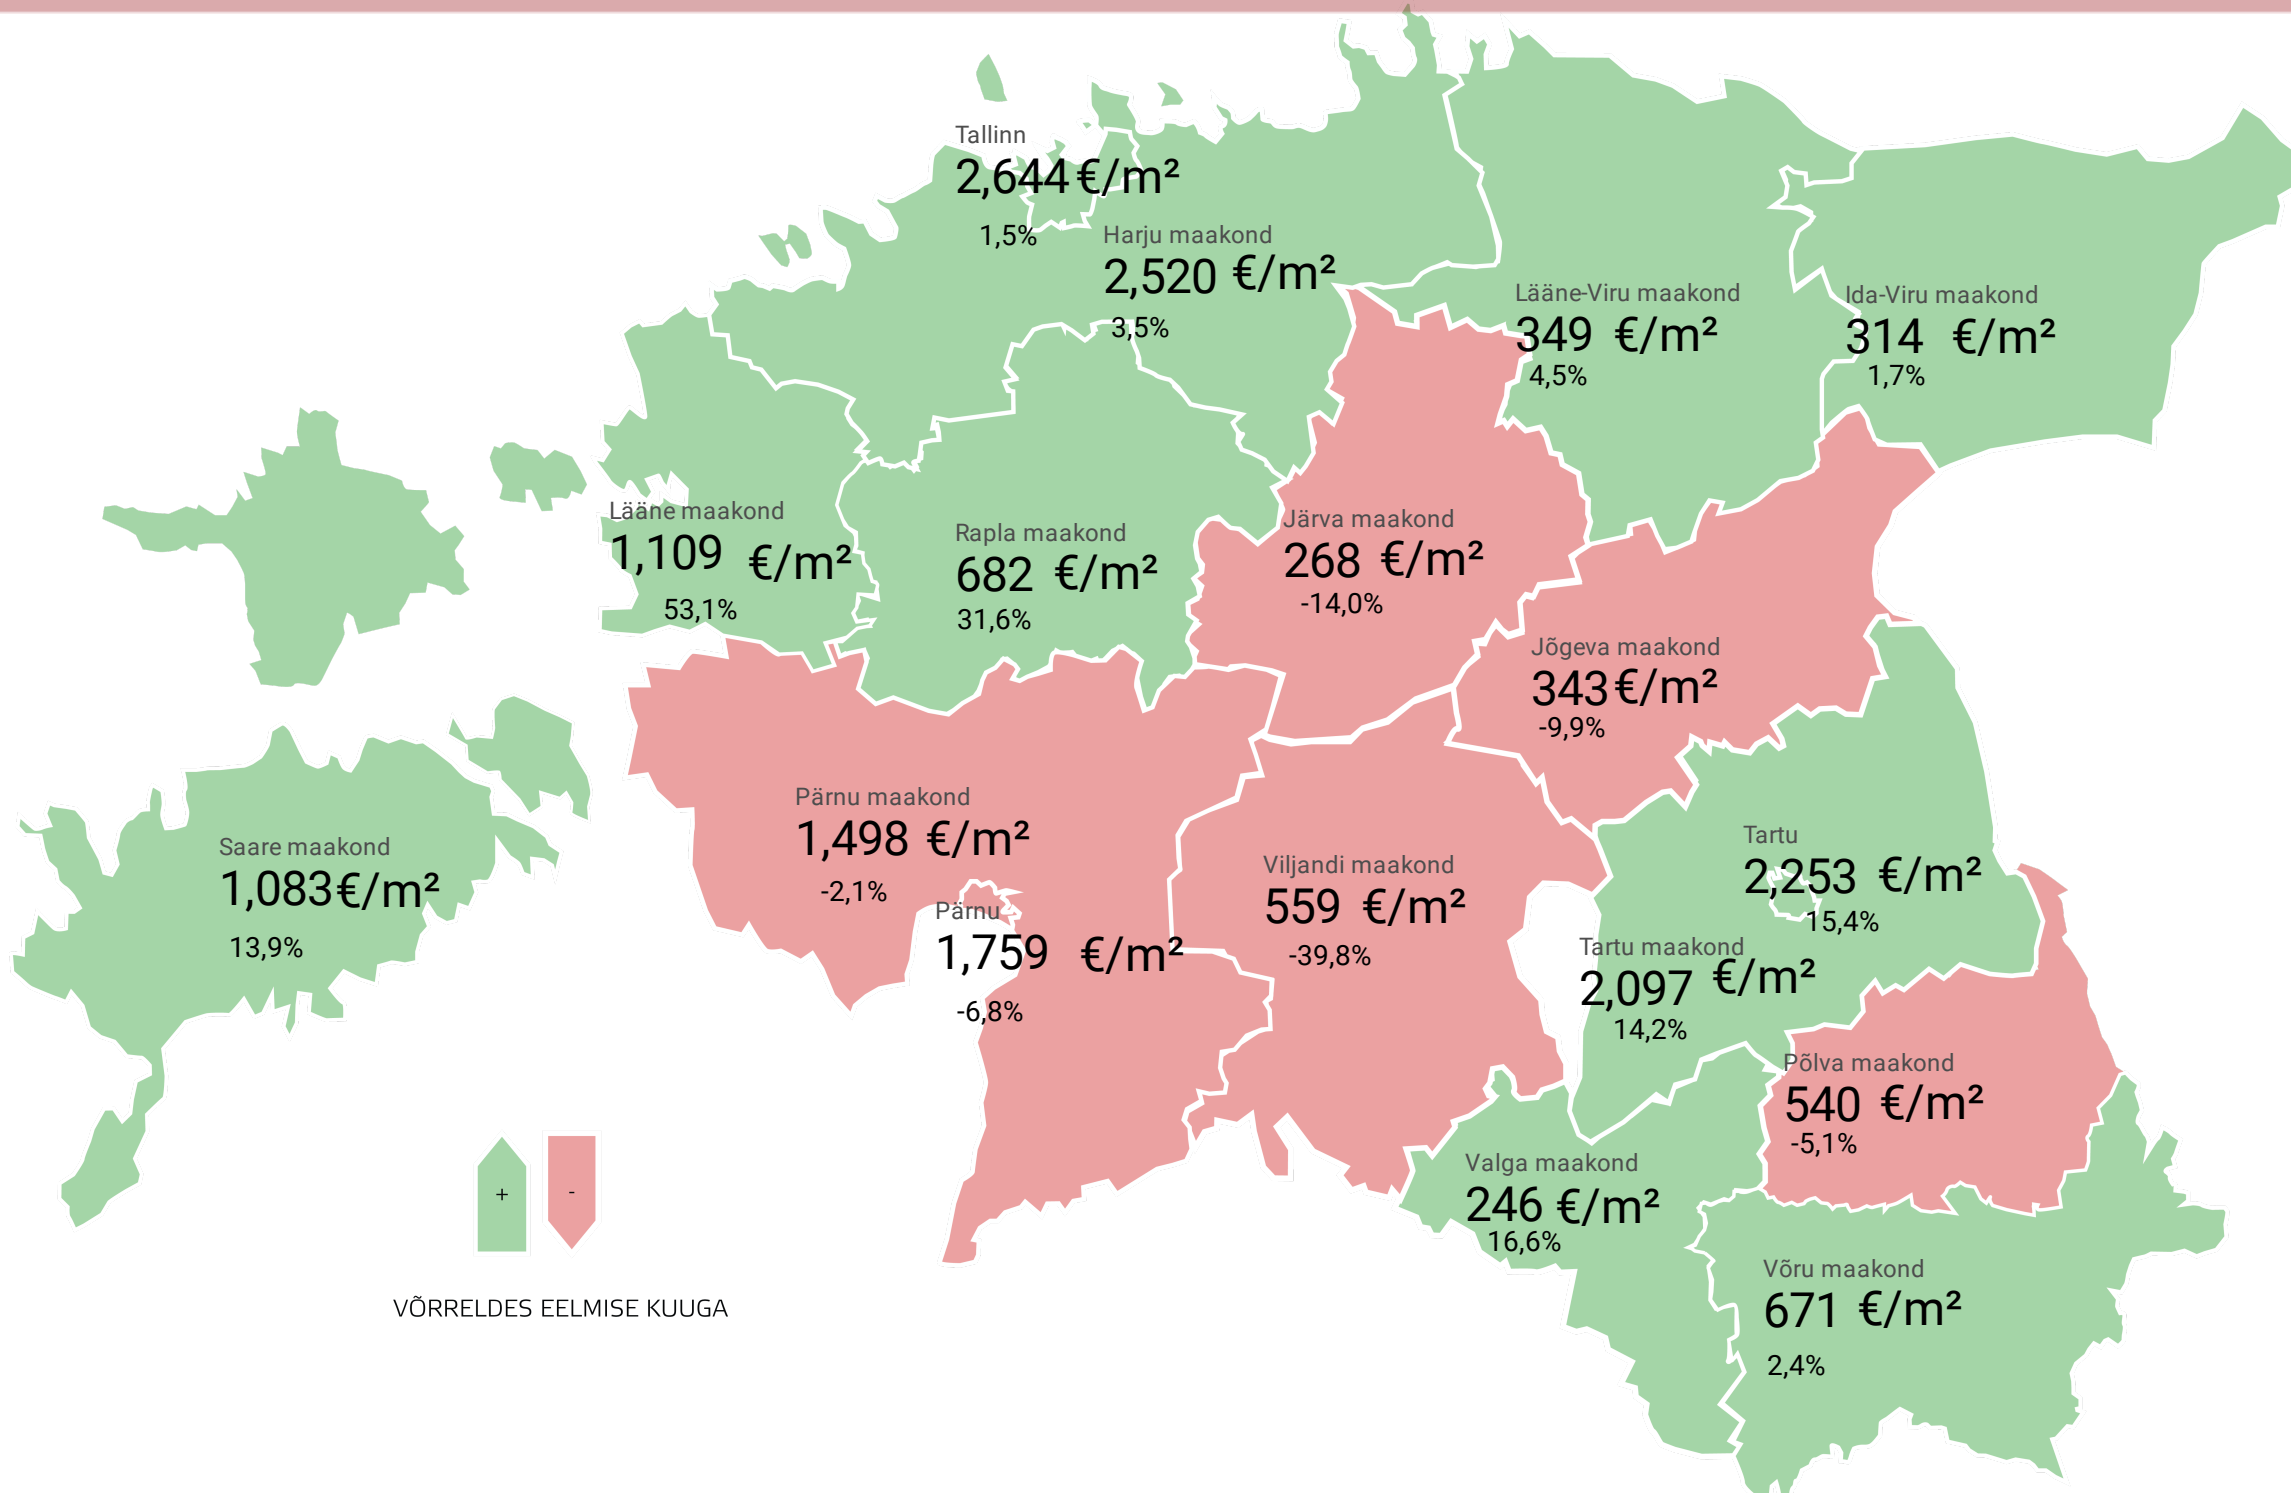 Tallinn
2,644 €/m²
1,5%
Harju maakond
2,520 €/m²
3,5%
Lääne-Viru maakond
349 €/m²
4,5%
Ida-Viru maakond
314 €/m²
1,7%
Lääne maakond
1,109 €/m²
53,1%
Rapla maakond
682 €/m²
31,6%
Järva maakond
268 €/m²
-14,0%
Jõgeva maakond
343 €/m²
-9,9%
Pärnu maakond
1,498 €/m²
-2,1%
Saare maakond
1,083 €/m²
13,9%
Pärnu
1,759 €/m²
-6,8%
Viljandi maakond
559 €/m²
-39,8%
Tartu
2,253 €/m²
15,4%
Tartu maakond
2,097 €/m²
14,2%
Põlva maakond
540 €/m²
-5,1%
Valga maakond
246 €/m²
16,6%
Võru maakond
671 €/m²
2,4%
+ -
VÕRRELDES EELMISE KUUGA